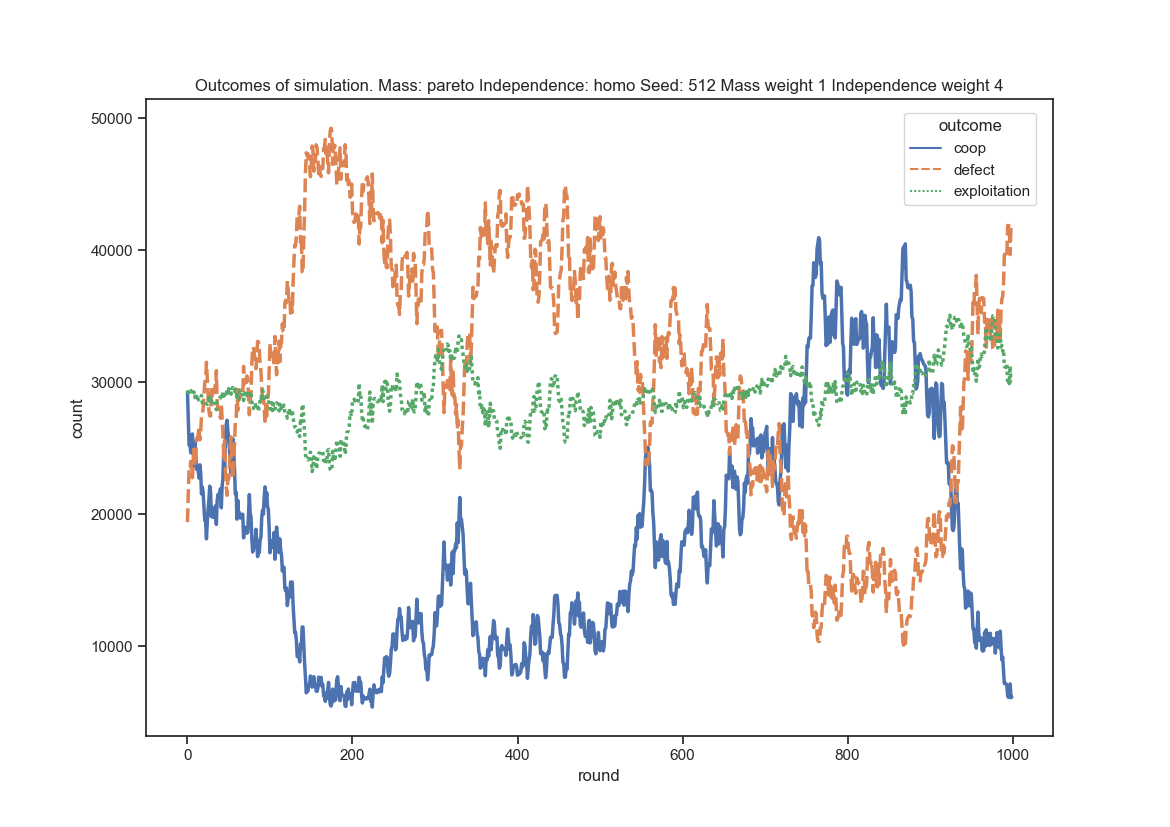 Outcomes of simulation. Mass: pareto Independence: homo Seed: 512 Mass weight 1 Independence weight 4
outcome
coop
defect
exploitation
50000
40000
30000
20000
10000
count
0 200 400 600 800 1000
round